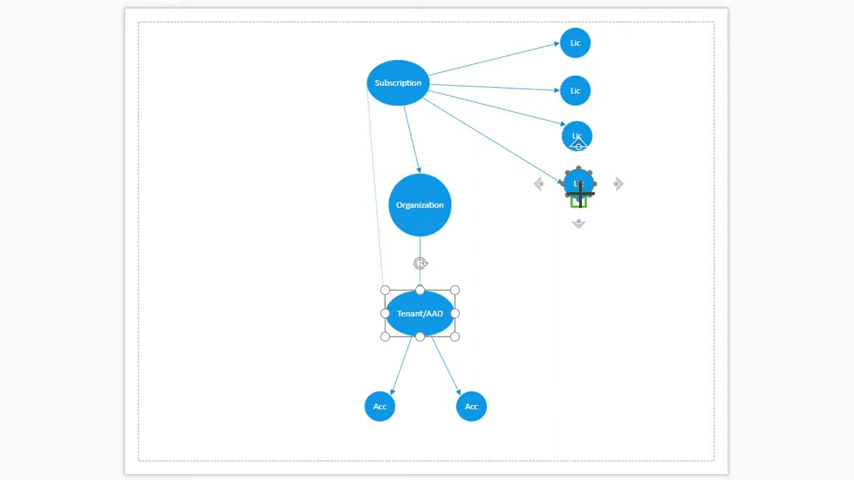 Lic
Subscription
Lic
Lic
Organization
Tenant/AAD
Acc
Acc